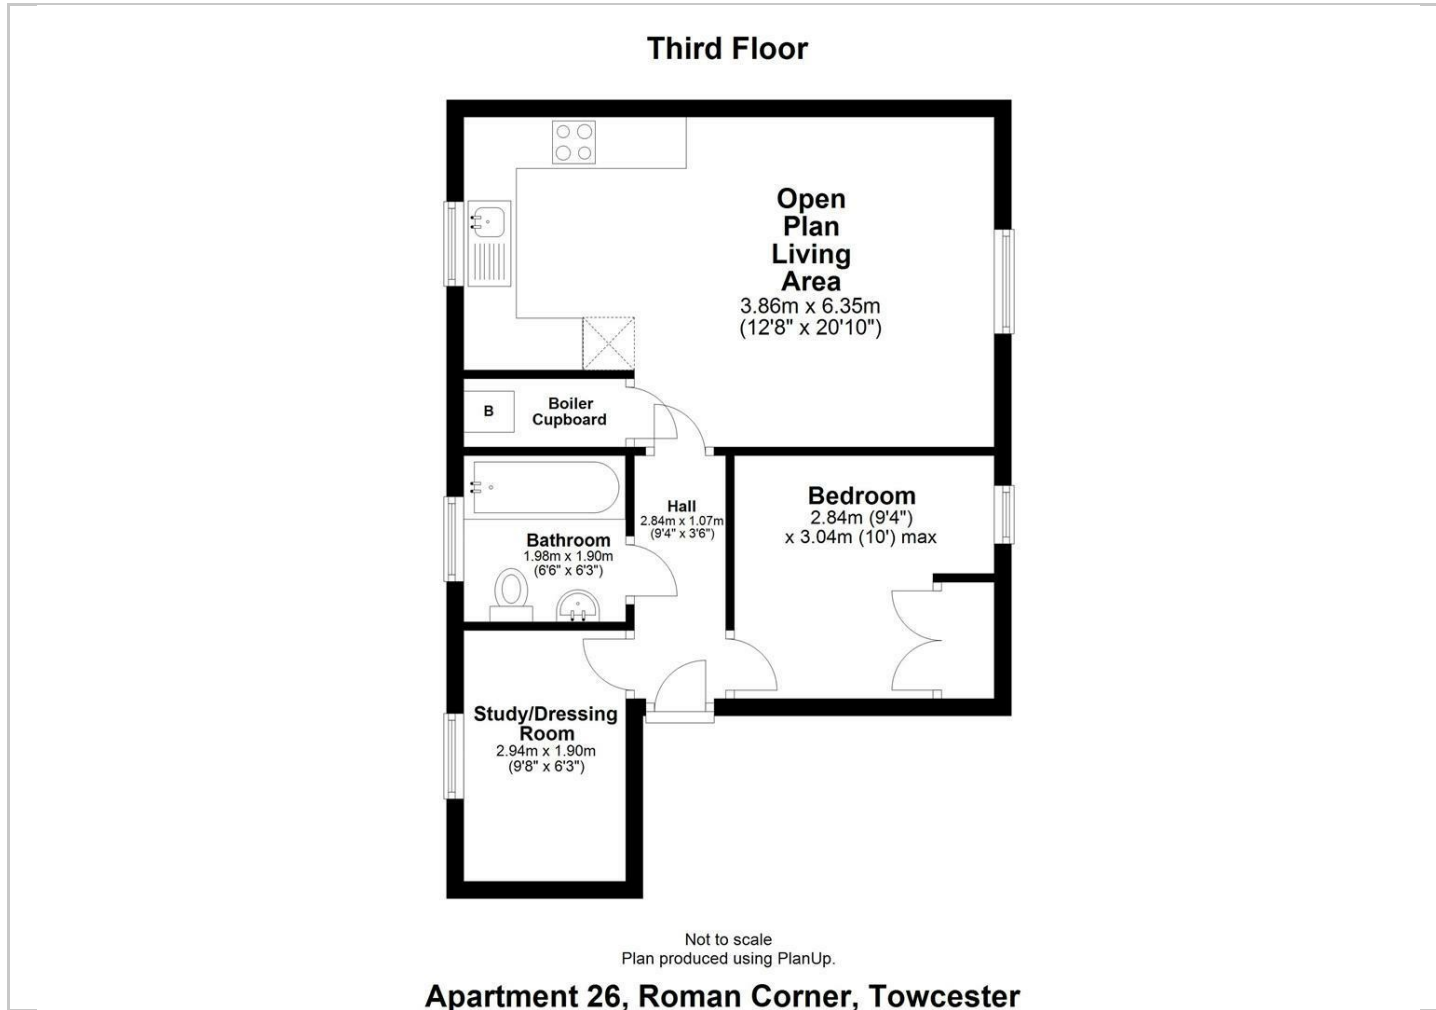 Third Floor
Open
Plan
Living
Area
3.86m x 6.35m
(12'8" x 20'10")
B
Boiler
Cupboard
Hall
2.84m x 1.07m
(9'4" x 3'6")
Bedroom
2.84m (9'4")
x 3.04m (10') max
Bathroom
1.98m x 1.90m
(6'6" x 6'3")
Study/Dressing
Room
2.94m x 1.90m
(9'8" x 6'3")
Not to scale
Plan produced using PlanUp.
Apartment 26, Roman Corner, Towcester